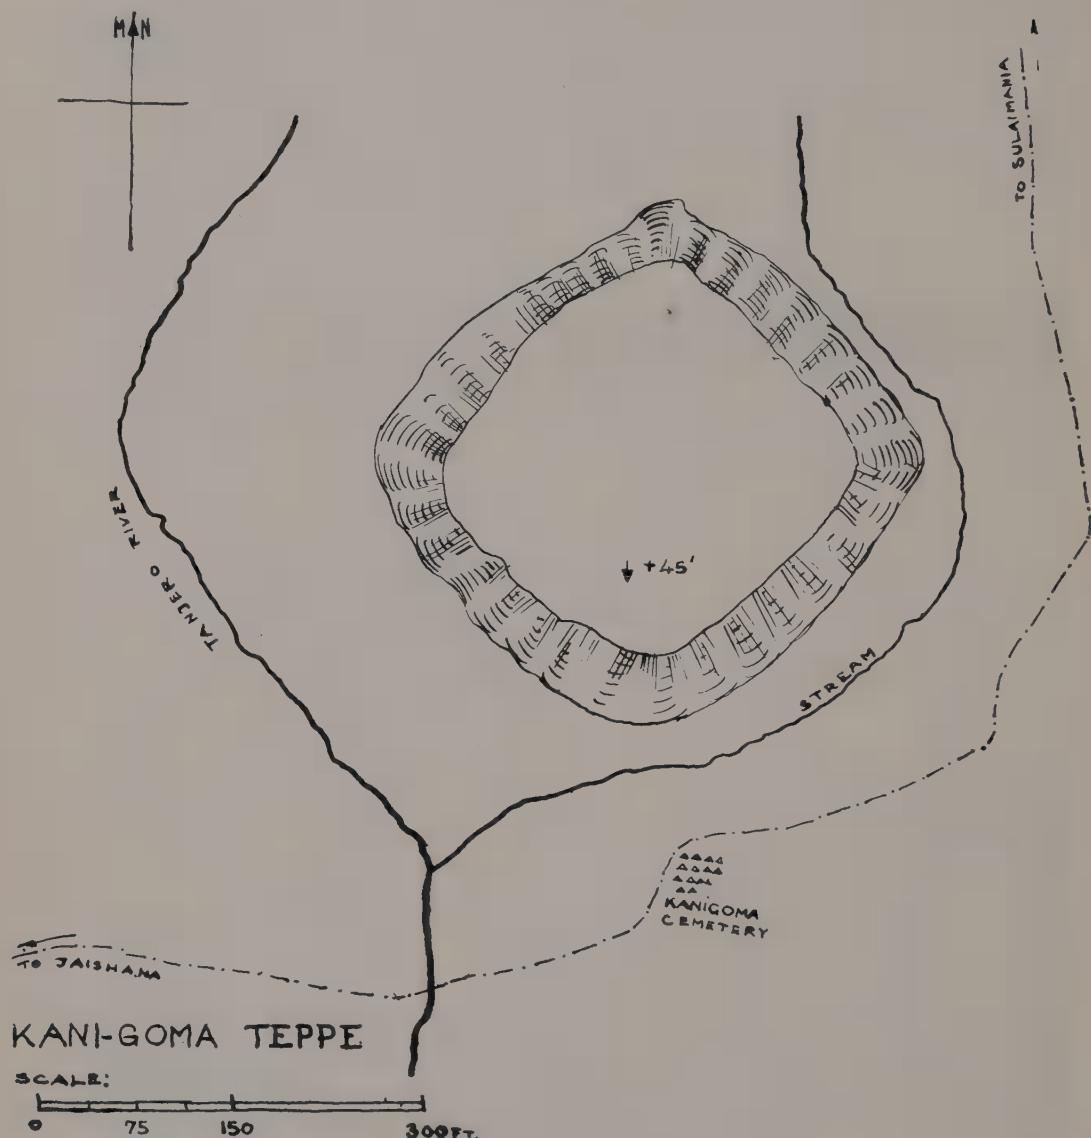 MN
TO SULAIMANIA
TANJERO RIVER
+45'
STREAM
KANIGOMA
CEMETERY
TO JAISHANA
KANI-GOMA TEPPE
SCALE:
0 75 150 300FT.